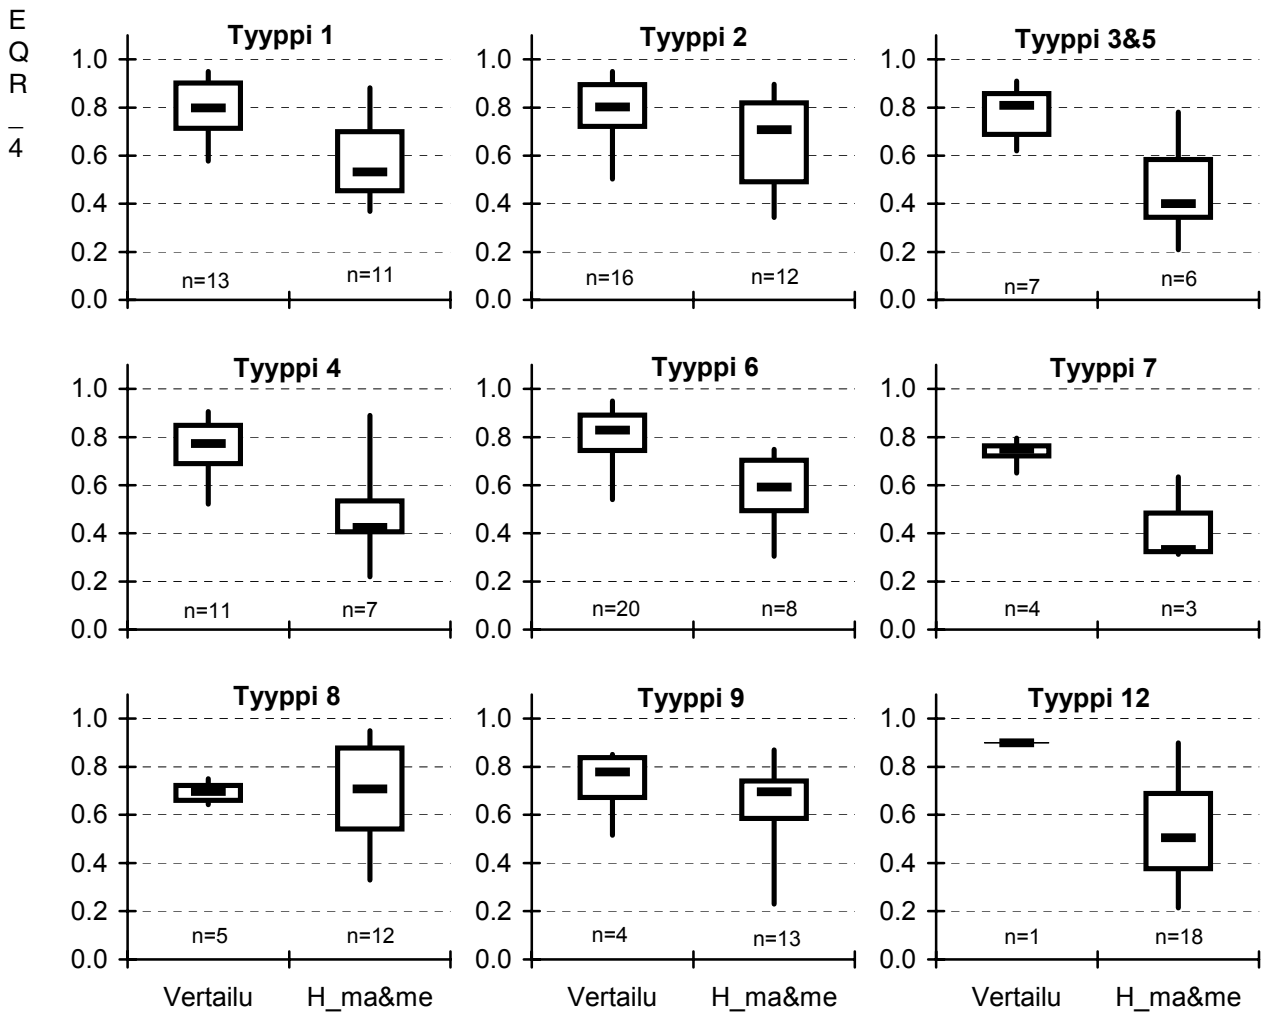 E
Q
R
_
4
Tyyppi 1
Tyyppi 2
Tyyppi 3&5
1.0
0.8
0.6
0.4
0.2
0.0
n=13
n=11
1.0
0.8
0.6
0.4
0.2
0.0
n=16
n=12
1.0
0.8
0.6
0.4
0.2
0.0
n=7
n=6
Tyyppi 4
Tyyppi 6
Tyyppi 7
1.0
0.8
0.6
0.4
0.2
0.0
n=11
n=7
1.0
0.8
0.6
0.4
0.2
0.0
n=20
n=8
1.0
0.8
0.6
0.4
0.2
0.0
n=4
n=3
Tyyppi 8
Tyyppi 9
Tyyppi 12
1.0
0.8
0.6
0.4
0.2
0.0
n=5
n=12
1.0
0.8
0.6
0.4
0.2
0.0
n=4
n=13
1.0
0.8
0.6
0.4
0.2
0.0
n=1
n=18
Vertailu H_ma&me
Vertailu H_ma&me
Vertailu H_ma&me